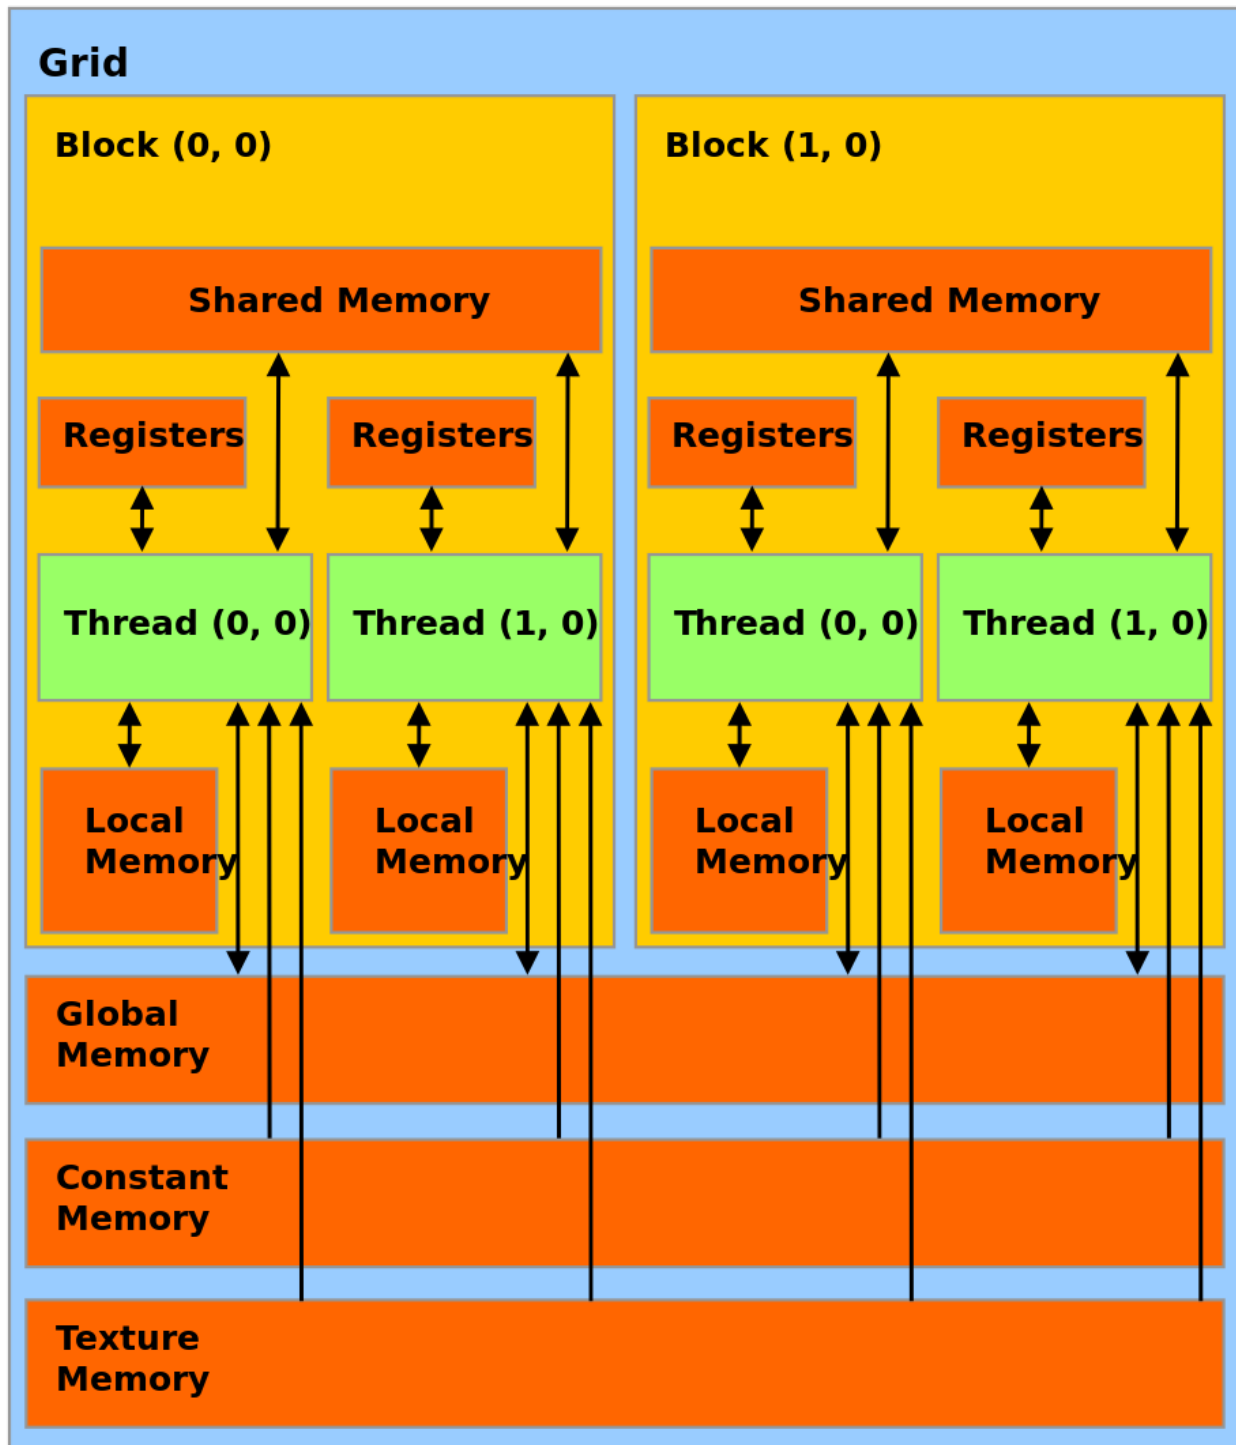 Grid
Block (0, 0)
Shared Memory
Registers
Registers
Thread (0, 0)
Thread (1, 0)
Local
Memory
Local
Memory
Block (1, 0)
Shared Memory
Registers
Registers
Thread (0, 0)
Thread (1, 0)
Local
Memory
Local
Memory
Global
Memory
Constant
Memory
Texture
Memory